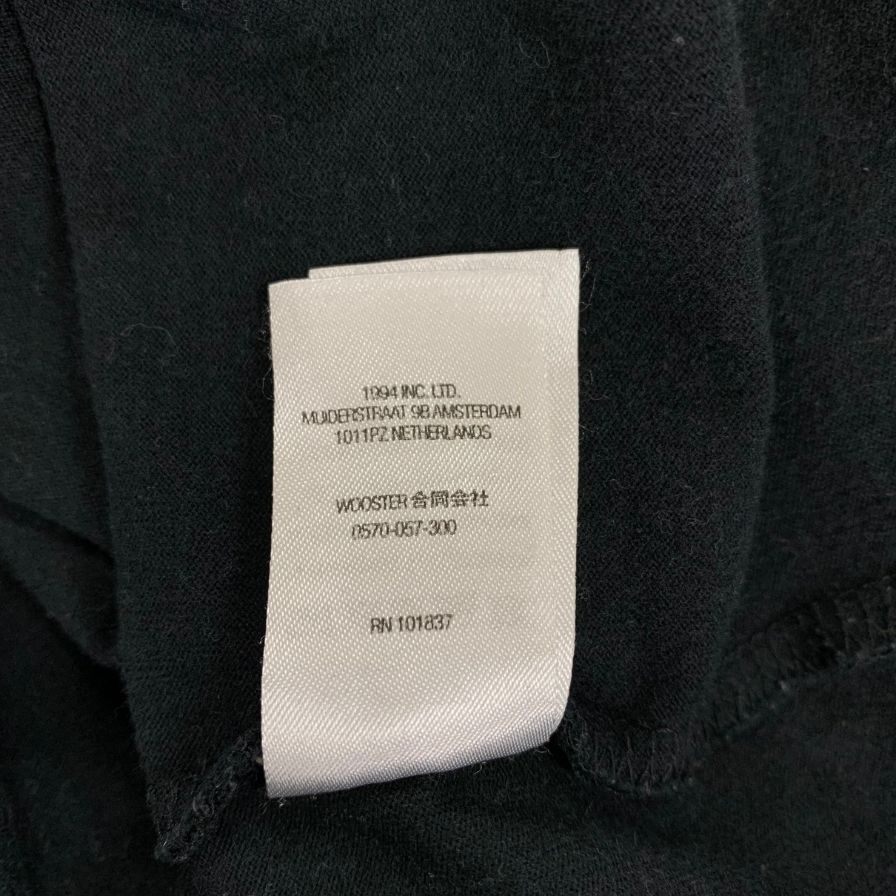 1994 INC. LTD.
MUIDERSTRAAT 9B AMSTERDAM
1011PZ NETHERLANDS
WOOSTER 合同会社
0570-057-300
RN 101837